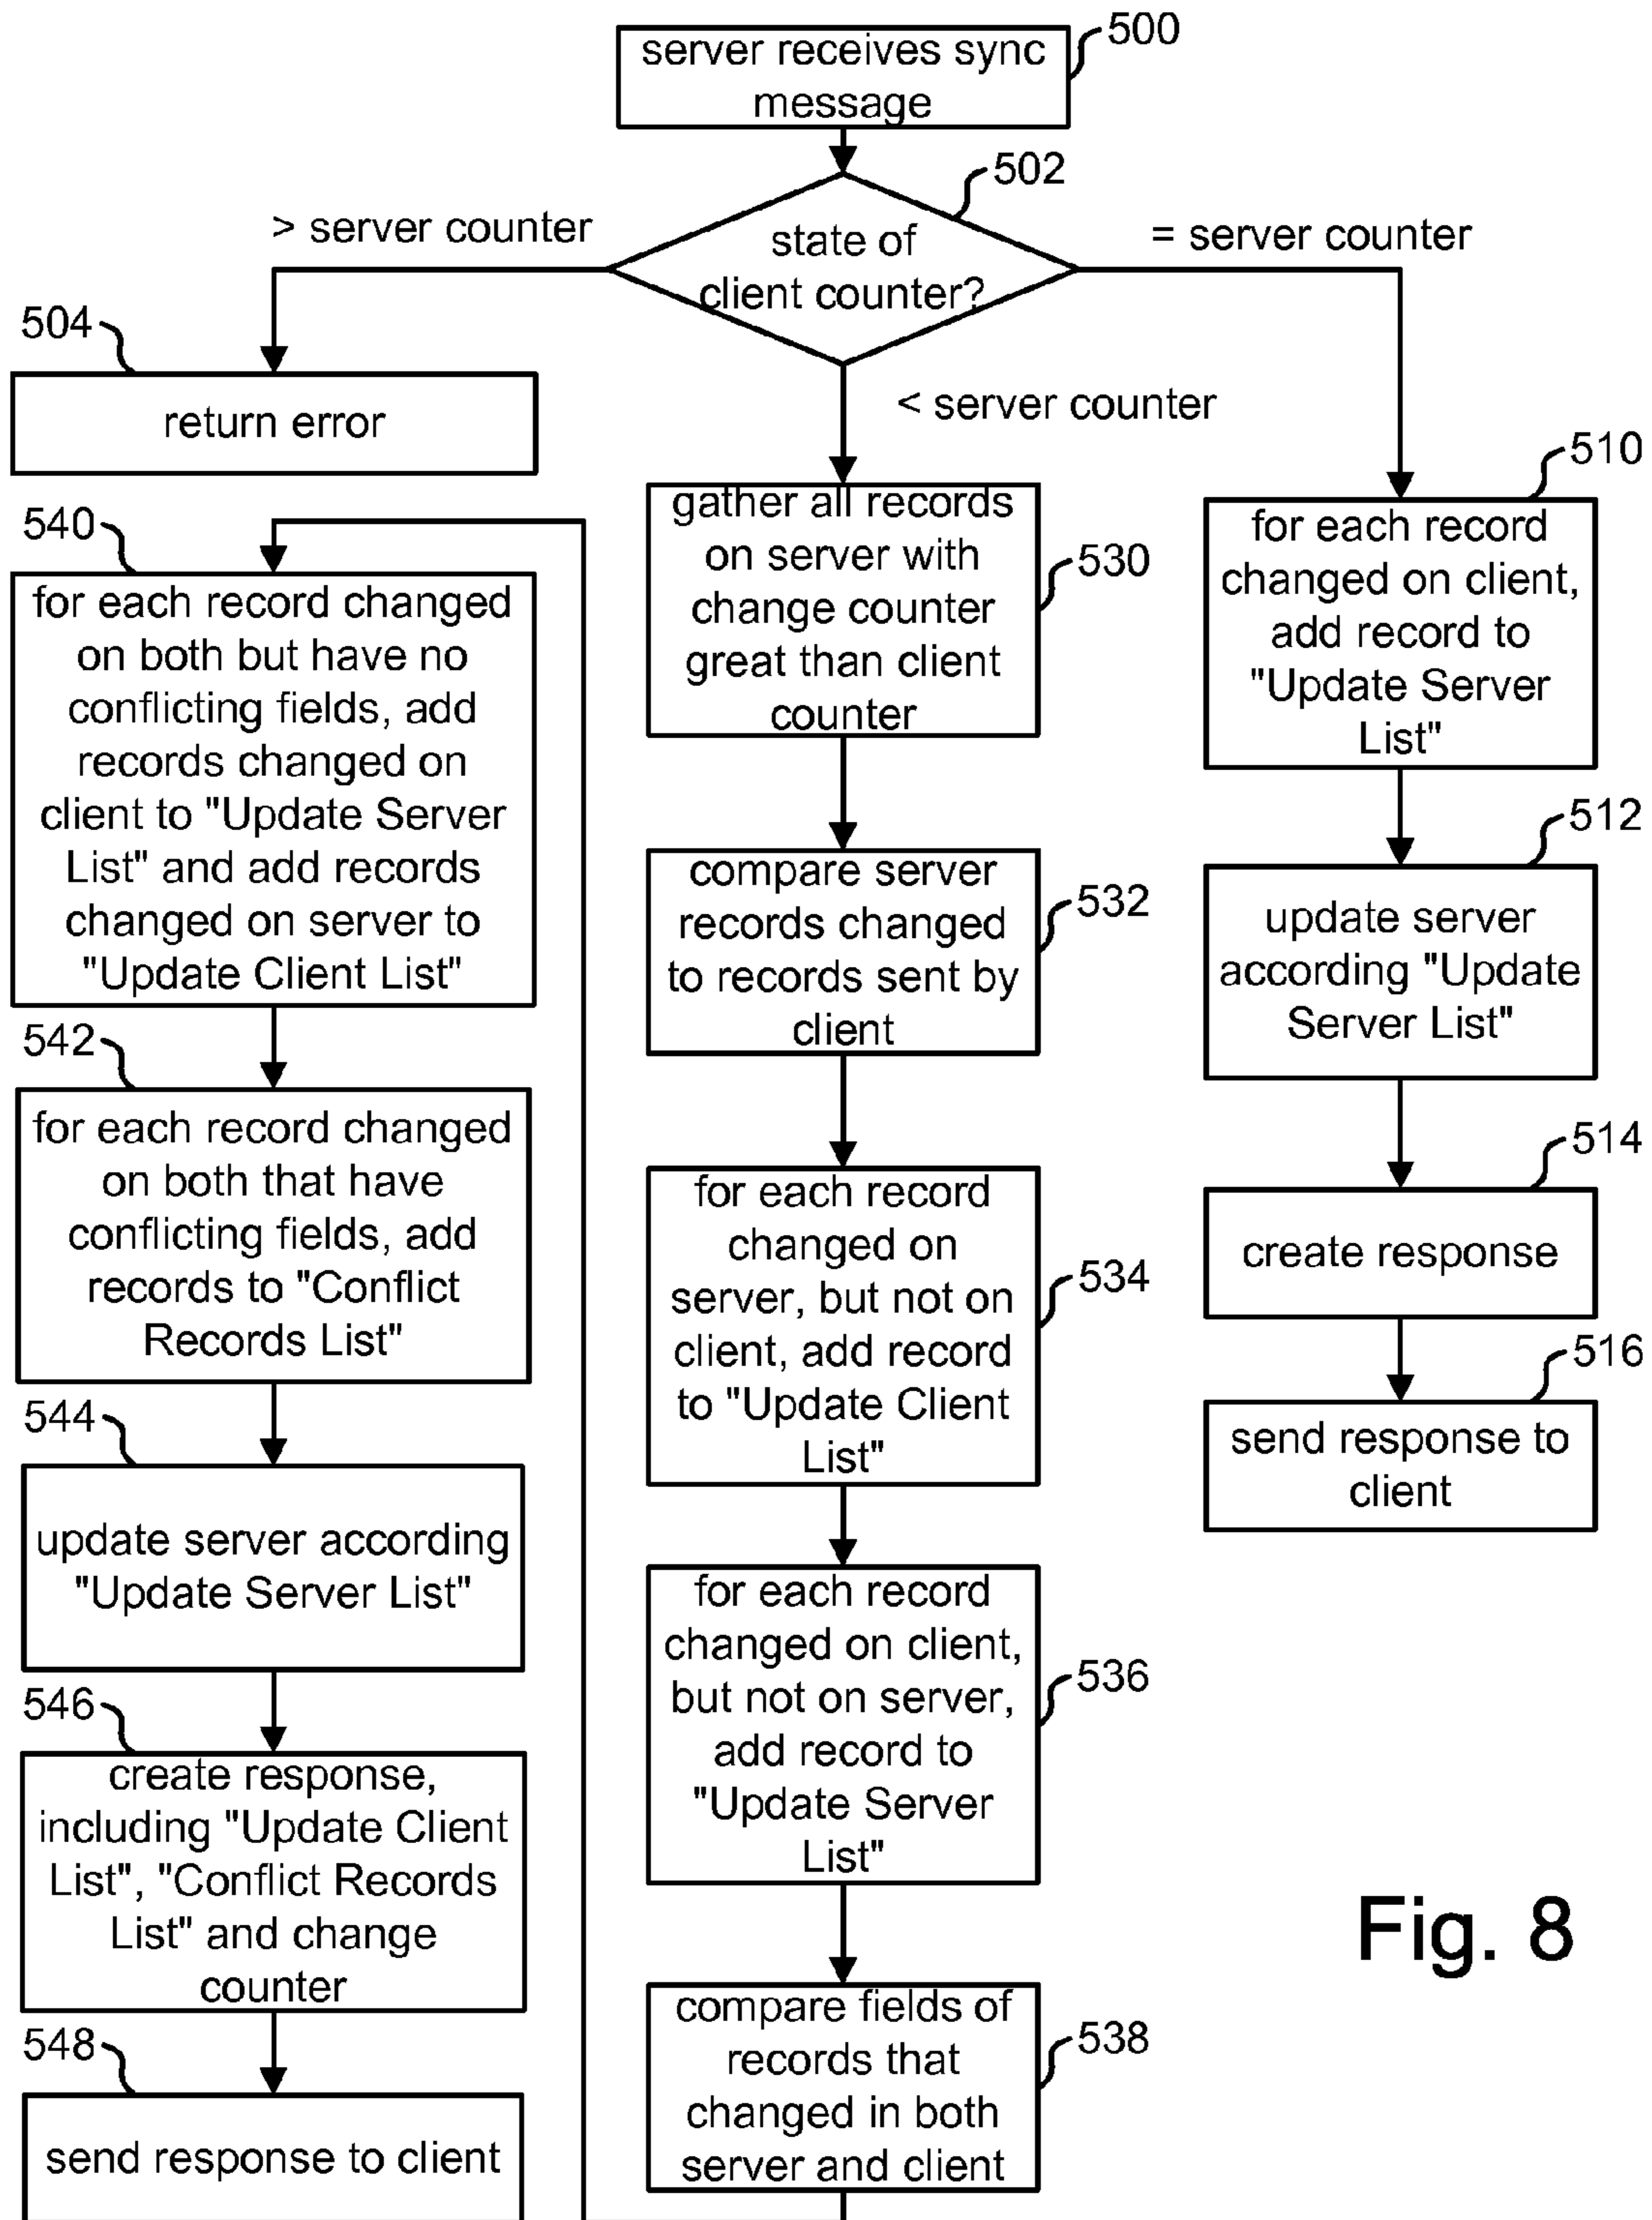 500
server receives sync
message
502
> server counter
state of
client counter?
= server counter
504
return error
< server counter
540
for each record changed
on both but have no
conflicting fields, add
records changed on
client to "Update Server
List" and add records
changed on server to
"Update Client List"
542
for each record changed
on both that have
conflicting fields, add
records to "Conflict
Records List"
544
update server according
"Update Server List"
546
create response,
including "Update Client
List", "Conflict Records
List" and change
counter
548
send response to client
530
gather all records
on server with
change counter
great than client
counter
532
compare server
records changed
to records sent by
client
534
for each record
changed on
server, but not on
client, add record
to "Update Client
List"
536
for each record
changed on client,
but not on server,
add record to
"Update Server
List"
538
compare fields of
records that
changed in both
server and client
510
for each record
changed on client,
add record to
"Update Server
List"
512
update server
according "Update
Server List"
514
create response
516
send response to
client
Fig. 8